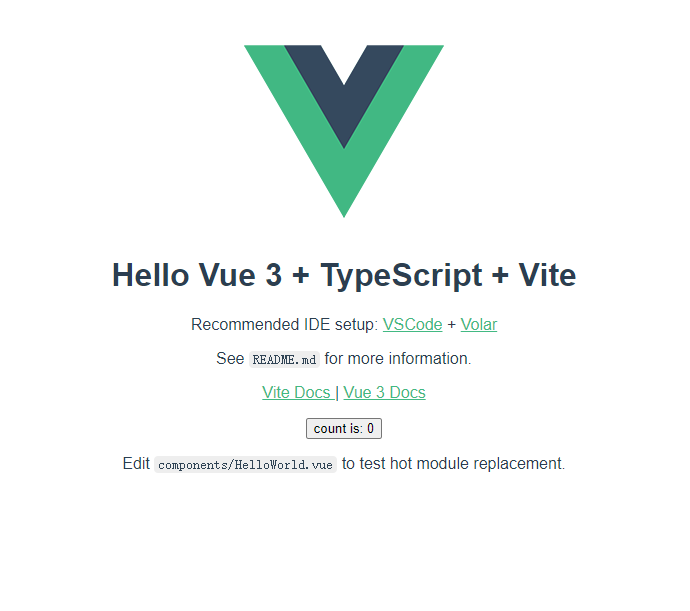 Hello Vue 3 + TypeScript + Vite
Recommended IDE setup: VSCode + Volar
See README.md for more information.
Vite Docs | Vue 3 Docs
count is: 0
Edit components/HelloWorld.vue to test hot module replacement.